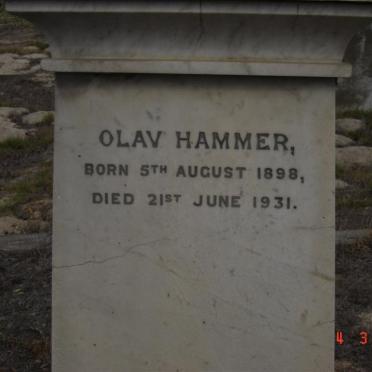 OLAV HAMMER,
BORN 5TH AUGUST 1898,
DIED 21ST JUNE 1931.
4 3